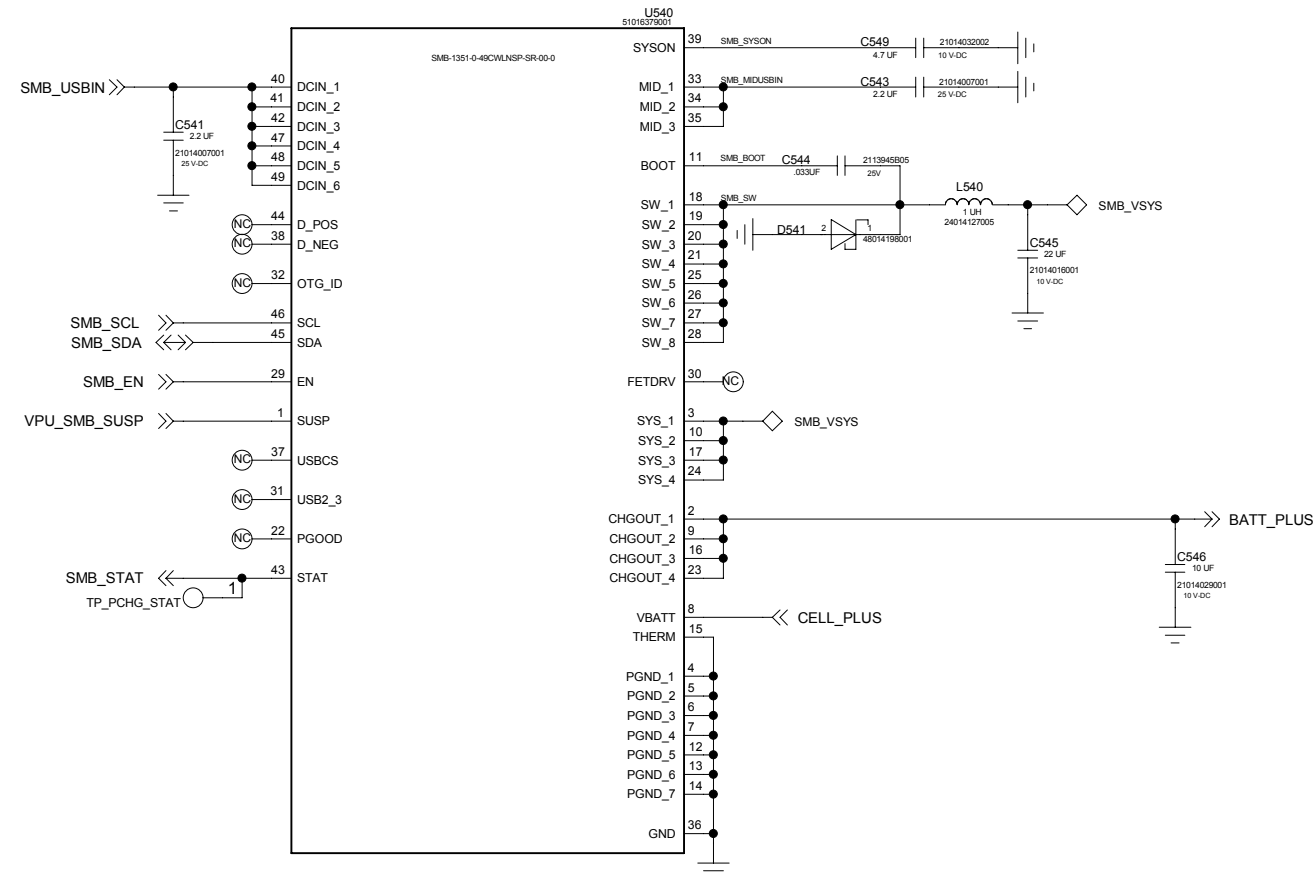 U540
51016379001
SMB-1351-0-49CWLNSP-SR-00-0
SMB_USBIN
40 DCIN_1
41 DCIN_2
42 DCIN_3
47 DCIN_4
48 DCIN_5
49 DCIN_6
C541
2.2 UF
21014007001
25 V-DC
NC 44 D_POS
NC 38 D_NEG
NC 32 OTG_ID
SMB_SCL 46 SCL
SMB_SDA 45 SDA
SMB_EN 29 EN
VPU_SMB_SUSP 1 SUSP
NC 37 USBCS
NC 31 USB2_3
NC 22 PGOOD
SMB_STAT 43 STAT
TP_PCHG_STAT 1
SYSON 39 SMB_SYSON C549 21014032002
4.7 UF 10 V-DC
MID_1 33 SMB_MIDUSBIN C543 21014007001
2.2 UF 25 V-DC
MID_2 34
MID_3 35
BOOT 11 SMB_BOOT C544 2113945B05
.033UF 25V
SW_1 18 SMB_SW
SW_2 19
SW_3 20
SW_4 21
SW_5 25
SW_6 26
SW_7 27
SW_8 28
D541 2 1
48014198001
L540
1 UH
24014127005
SMB_VSYS
C545
22 UF
21014016001
10 V-DC
FETDRV 30 NC
SYS_1 3 SMB_VSYS
SYS_2 10
SYS_3 17
SYS_4 24
CHGOUT_1 2 BATT_PLUS
CHGOUT_2 9
CHGOUT_3 16
CHGOUT_4 23
C546
10 UF
21014029001
10 V-DC
VBATT 8 CELL_PLUS
THERM 15
PGND_1 4
PGND_2 5
PGND_3 6
PGND_4 7
PGND_5 12
PGND_6 13
PGND_7 14
GND 36